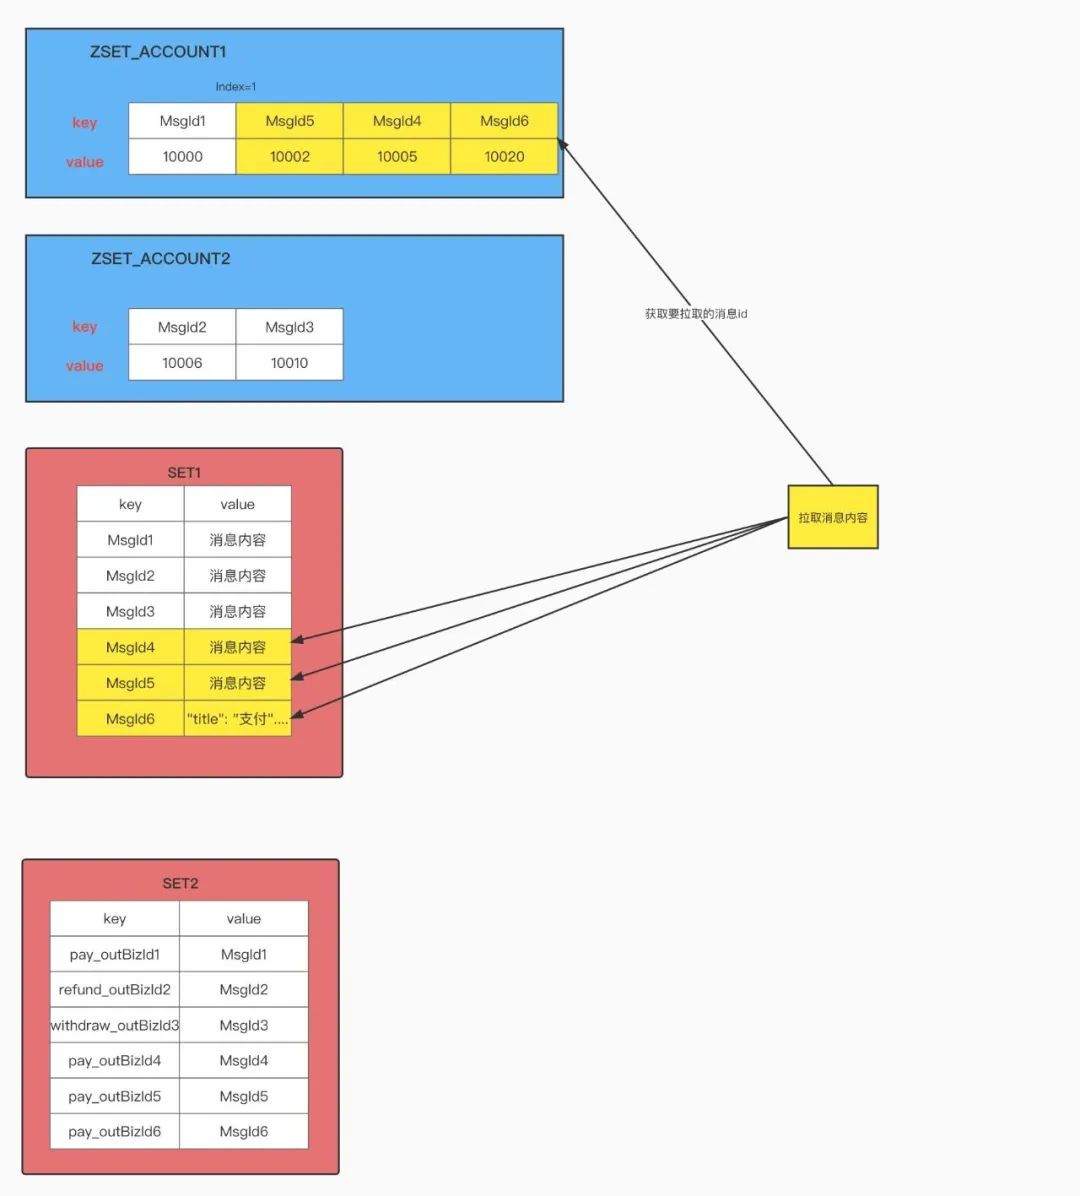 ZSET_ACCOUNT1
Index=1
key MsgId1 MsgId5 MsgId4 MsgId6
value 10000 10002 10005 10020
ZSET_ACCOUNT2
获取要拉取的消息id
key MsgId2 MsgId3
value 10006 10010
SET1
key value
MsgId1 消息内容
MsgId2 消息内容
MsgId3 消息内容
MsgId4 消息内容
MsgId5 消息内容
MsgId6 "title": "支付"....
拉取消息内容
SET2
key value
pay_outBizId1 MsgId1
refund_outBizId2 MsgId2
withdraw_outBizId3 MsgId3
pay_outBizId4 MsgId4
pay_outBizId5 MsgId5
pay_outBizId6 MsgId6